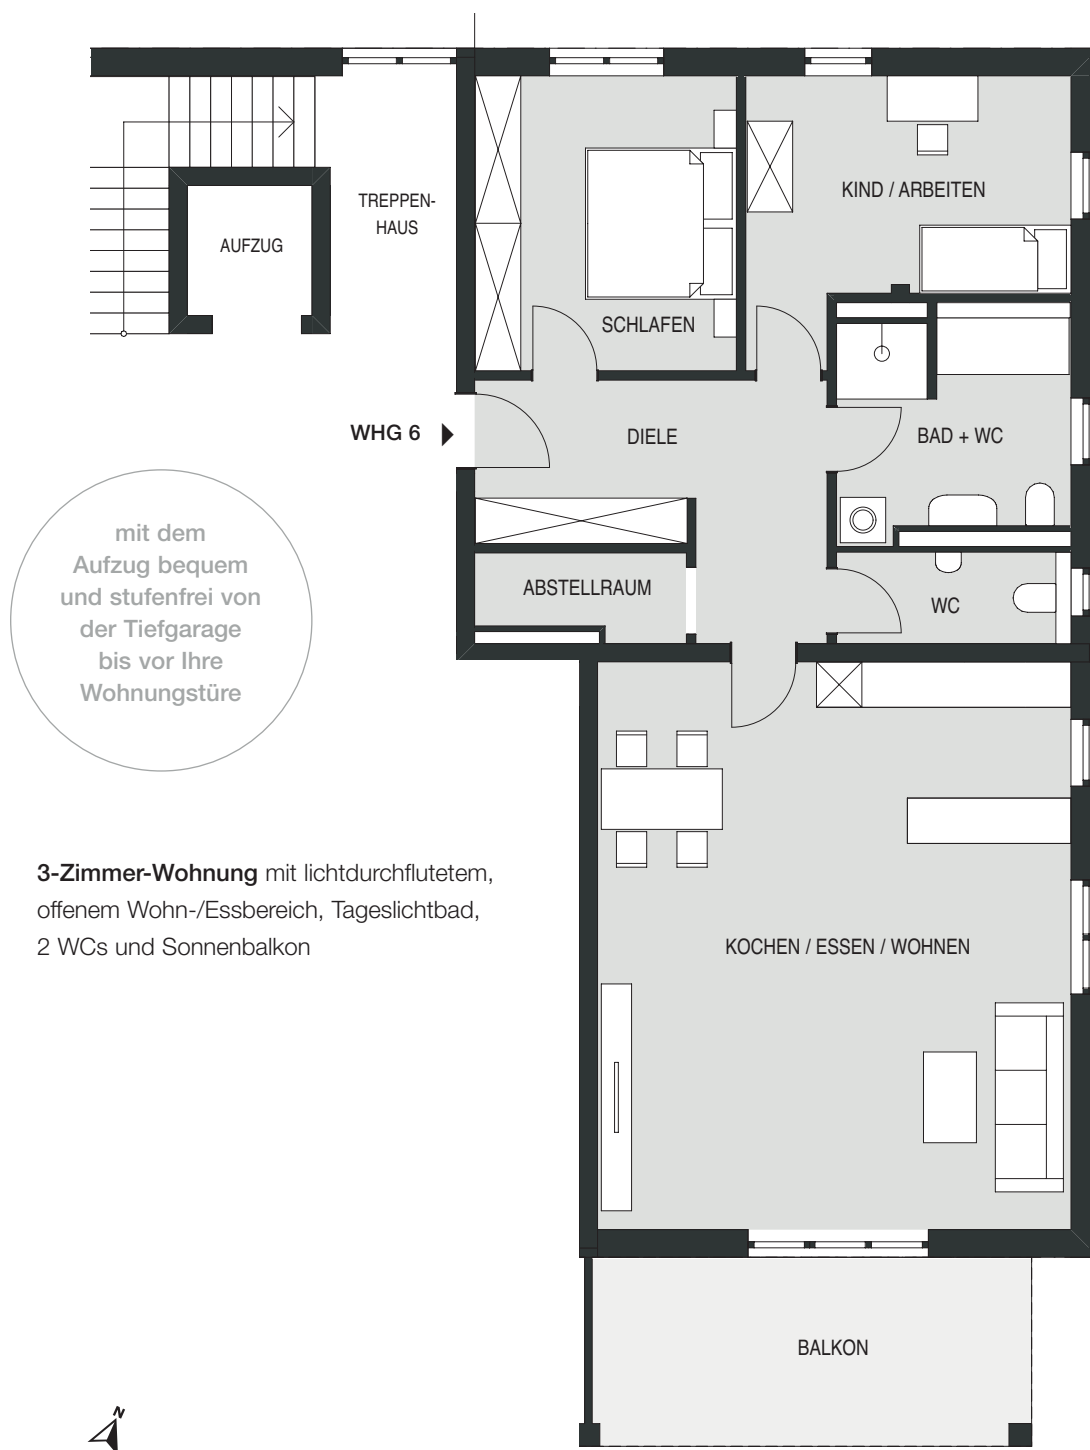 TREPPEN-
HAUS
AUFZUG
SCHLAFEN
KIND / ARBEITEN
WHG 6
DIELE
BAD + WC
ABSTELLRAUM
WC
mit dem
Aufzug bequem
und stufenfrei von
der Tiefgarage
bis vor Ihre
Wohnungstüre
3-Zimmer-Wohnung mit lichtdurchflutetem,
offenem Wohn-/Essbereich, Tageslichtbad,
2 WCs und Sonnenbalkon
KOCHEN / ESSEN / WOHNEN
BALKON
N